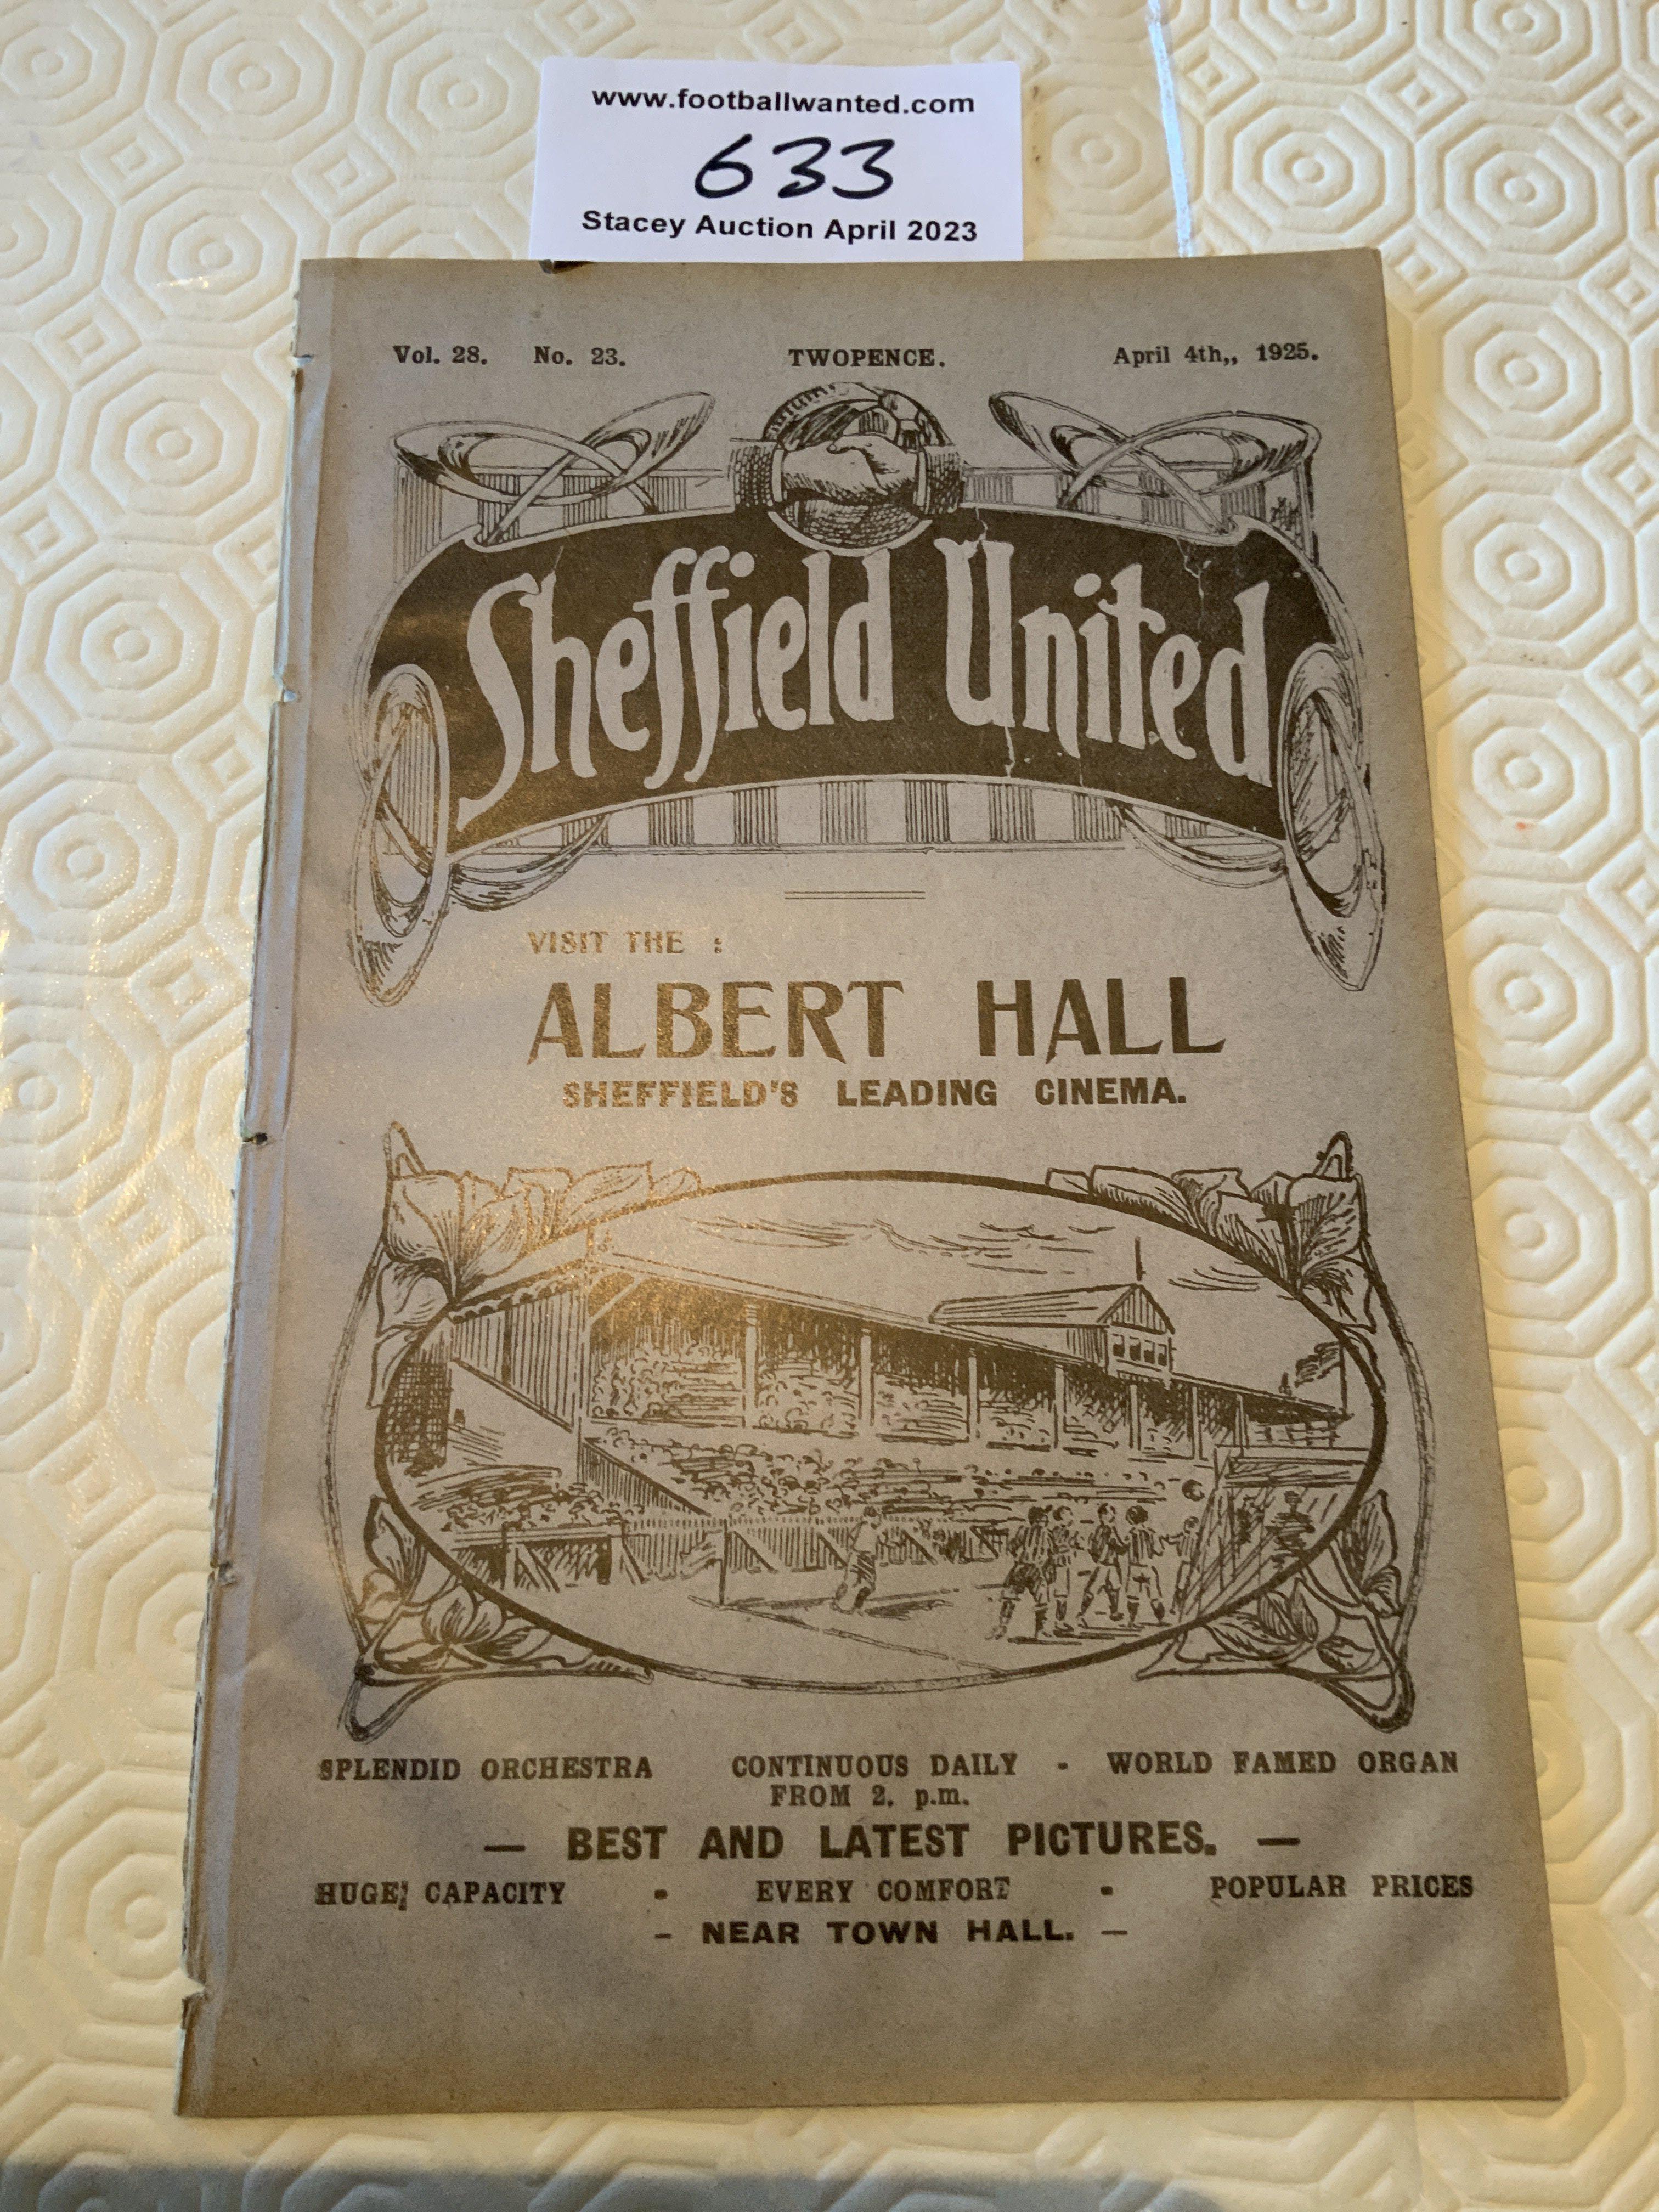 www.footballwanted.com
633
Stacey Auction April 2023
Vol. 28. No. 23. TWOPENCE. April 4th,, 1925.
Sheffield United
VISIT THE :
ALBERT HALL
SHEFFIELD'S LEADING CINEMA.
SPLENDID ORCHESTRA CONTINUOUS DAILY - WORLD FAMED ORGAN
FROM 2. p.m.
— BEST AND LATEST PICTURES. —
HUGE; CAPACITY - EVERY COMFORT - POPULAR PRICES
- NEAR TOWN HALL. —